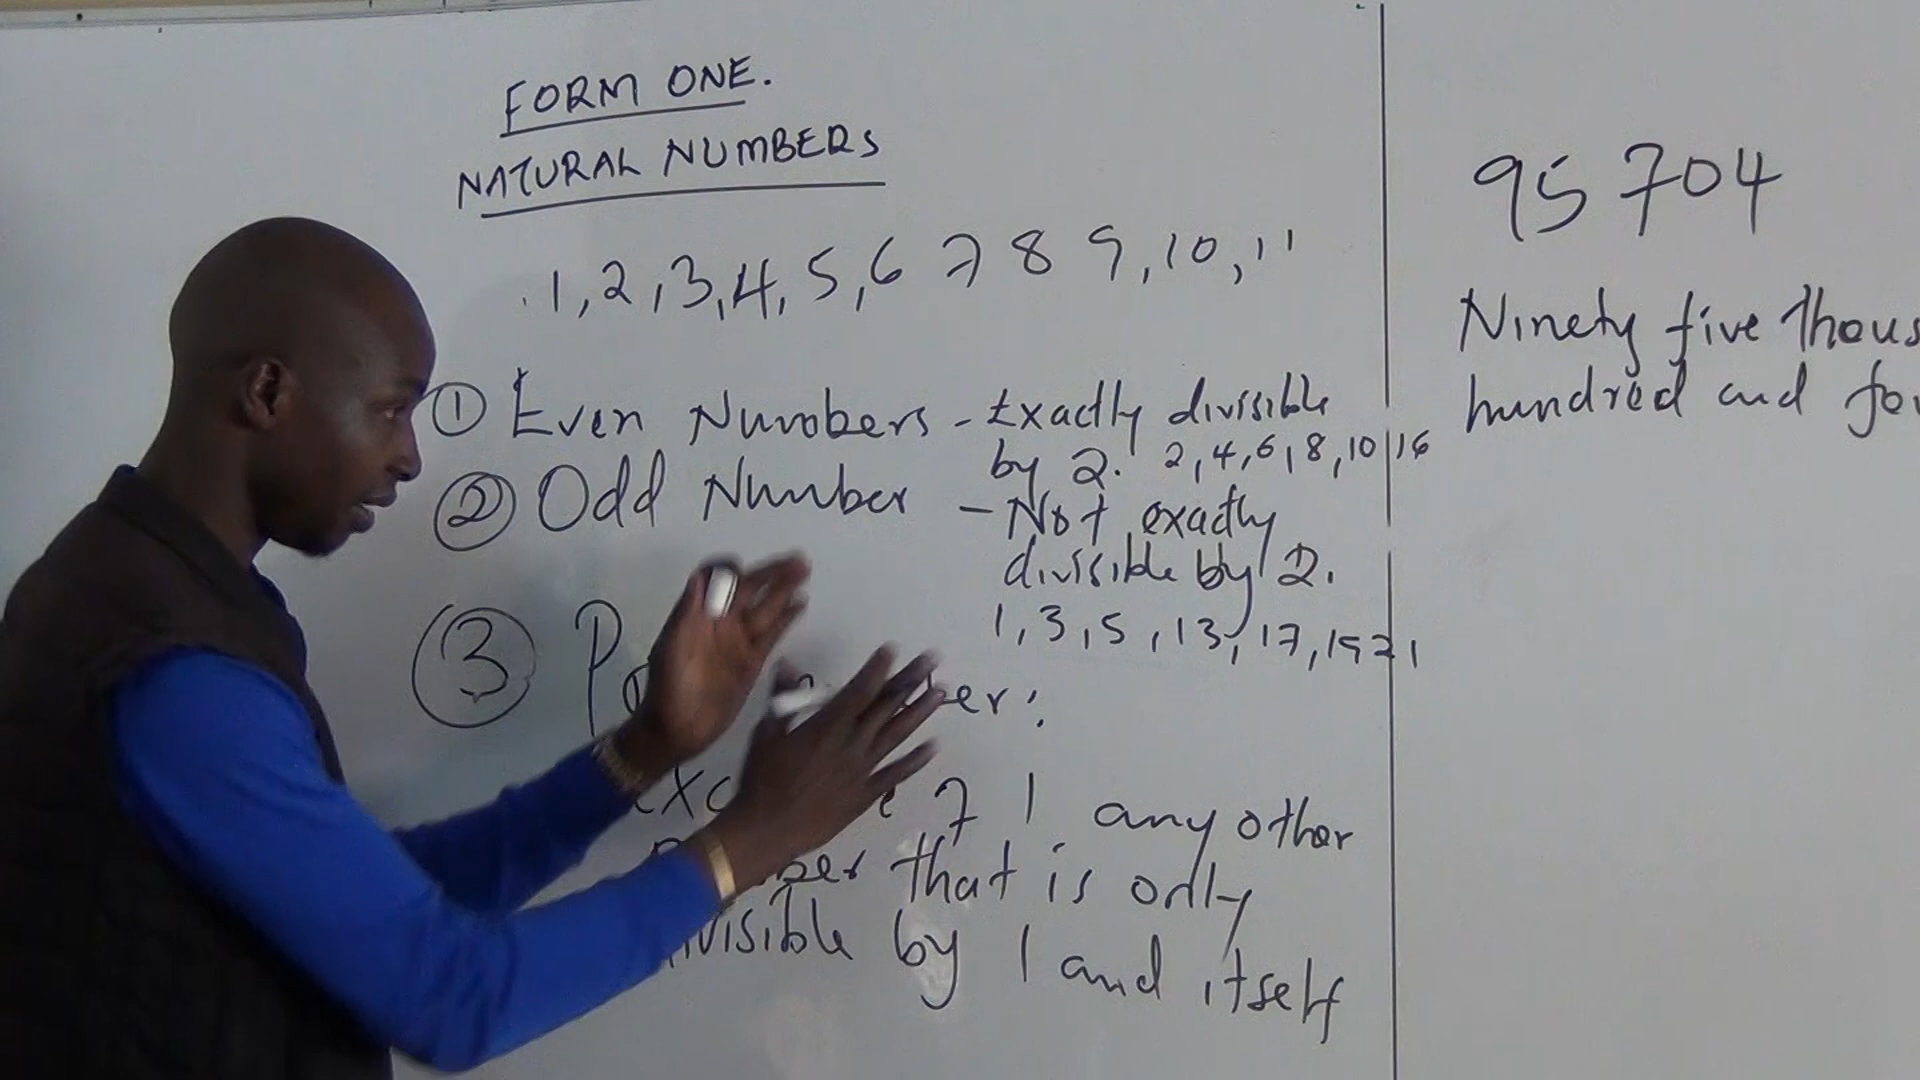 FORM ONE.
NATURAL NUMBERS
1,2,3,4,5,6 7 8 9,10,11
① Even Numbers - Exactly divisible
by 2. 2,4,6,8,10 16
② Odd Number - Not exactly
divisible by 2.
1,3,5,13,17,19 21
③
1 any other
that is only
by 1 and itself
95 704
Ninety five
hundred and